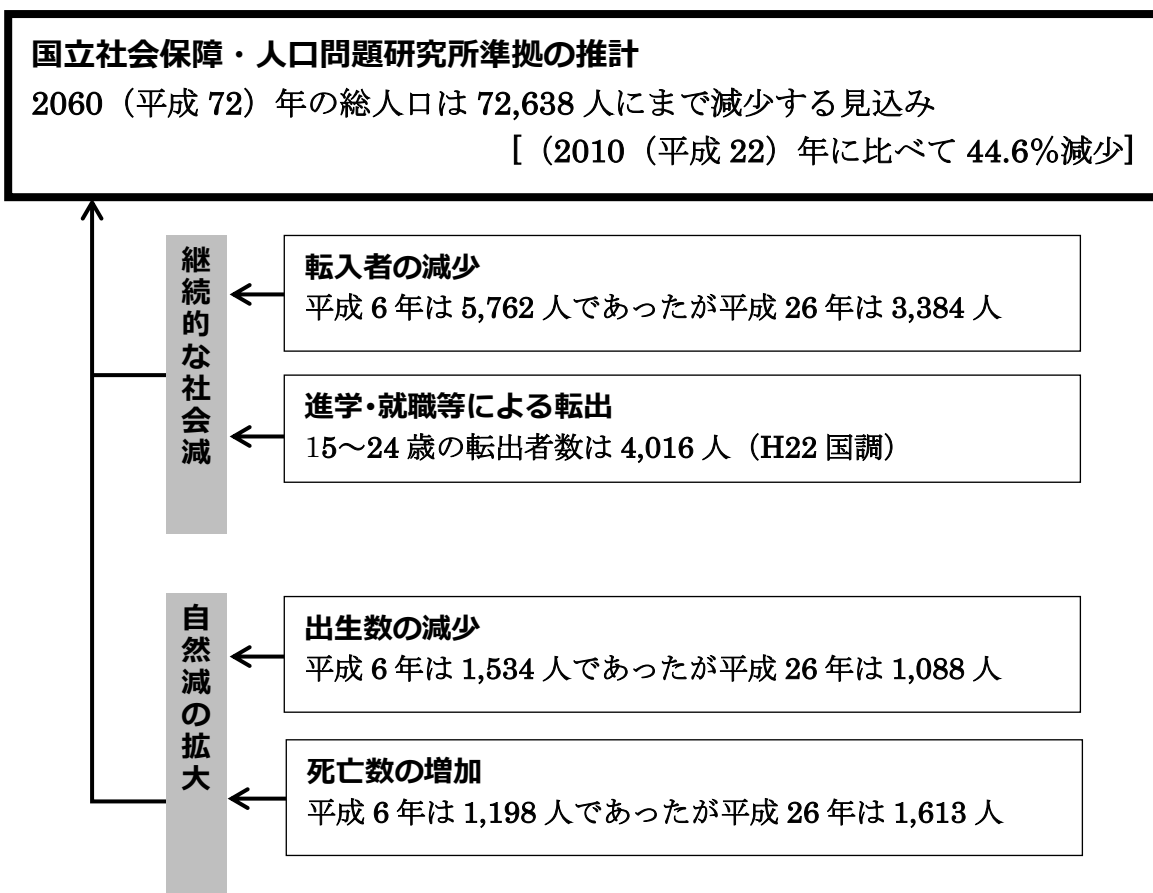 国立社会保障・人口問題研究所準拠の推計
2060（平成 72）年の総人口は 72,638 人にまで減少する見込み
[（2010（平成 22）年に比べて 44.6％減少]
継続的な社会減
転入者の減少
平成 6 年は 5,762 人であったが平成 26 年は 3,384 人
進学・就職等による転出
15～24 歳の転出者数は 4,016 人（H22 国調）
自然減の拡大
出生数の減少
平成 6 年は 1,534 人であったが平成 26 年は 1,088 人
死亡数の増加
平成 6 年は 1,198 人であったが平成 26 年は 1,613 人